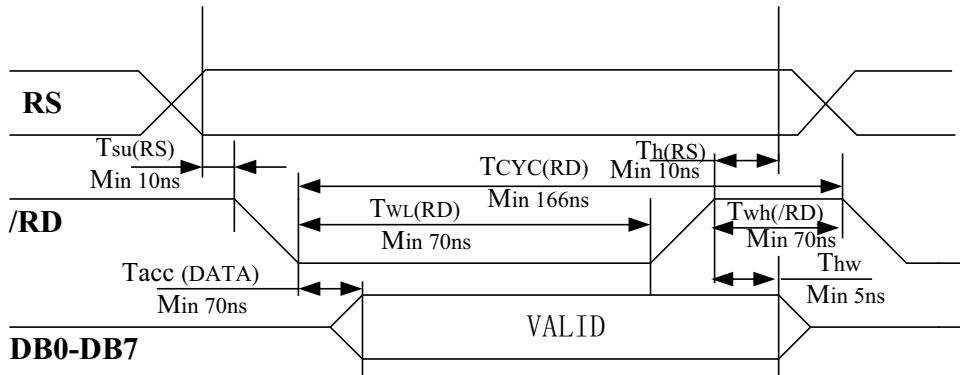 RS
Tsu(RS)
Min 10ns
Th(RS)
Min 10ns
TCYC(RD)
Min 166ns
/RD
TWL(RD)
Min 70ns
Twh(/RD)
Min 70ns
Tacc (DATA)
Min 70ns
Thw
Min 5ns
VALID
DB0-DB7